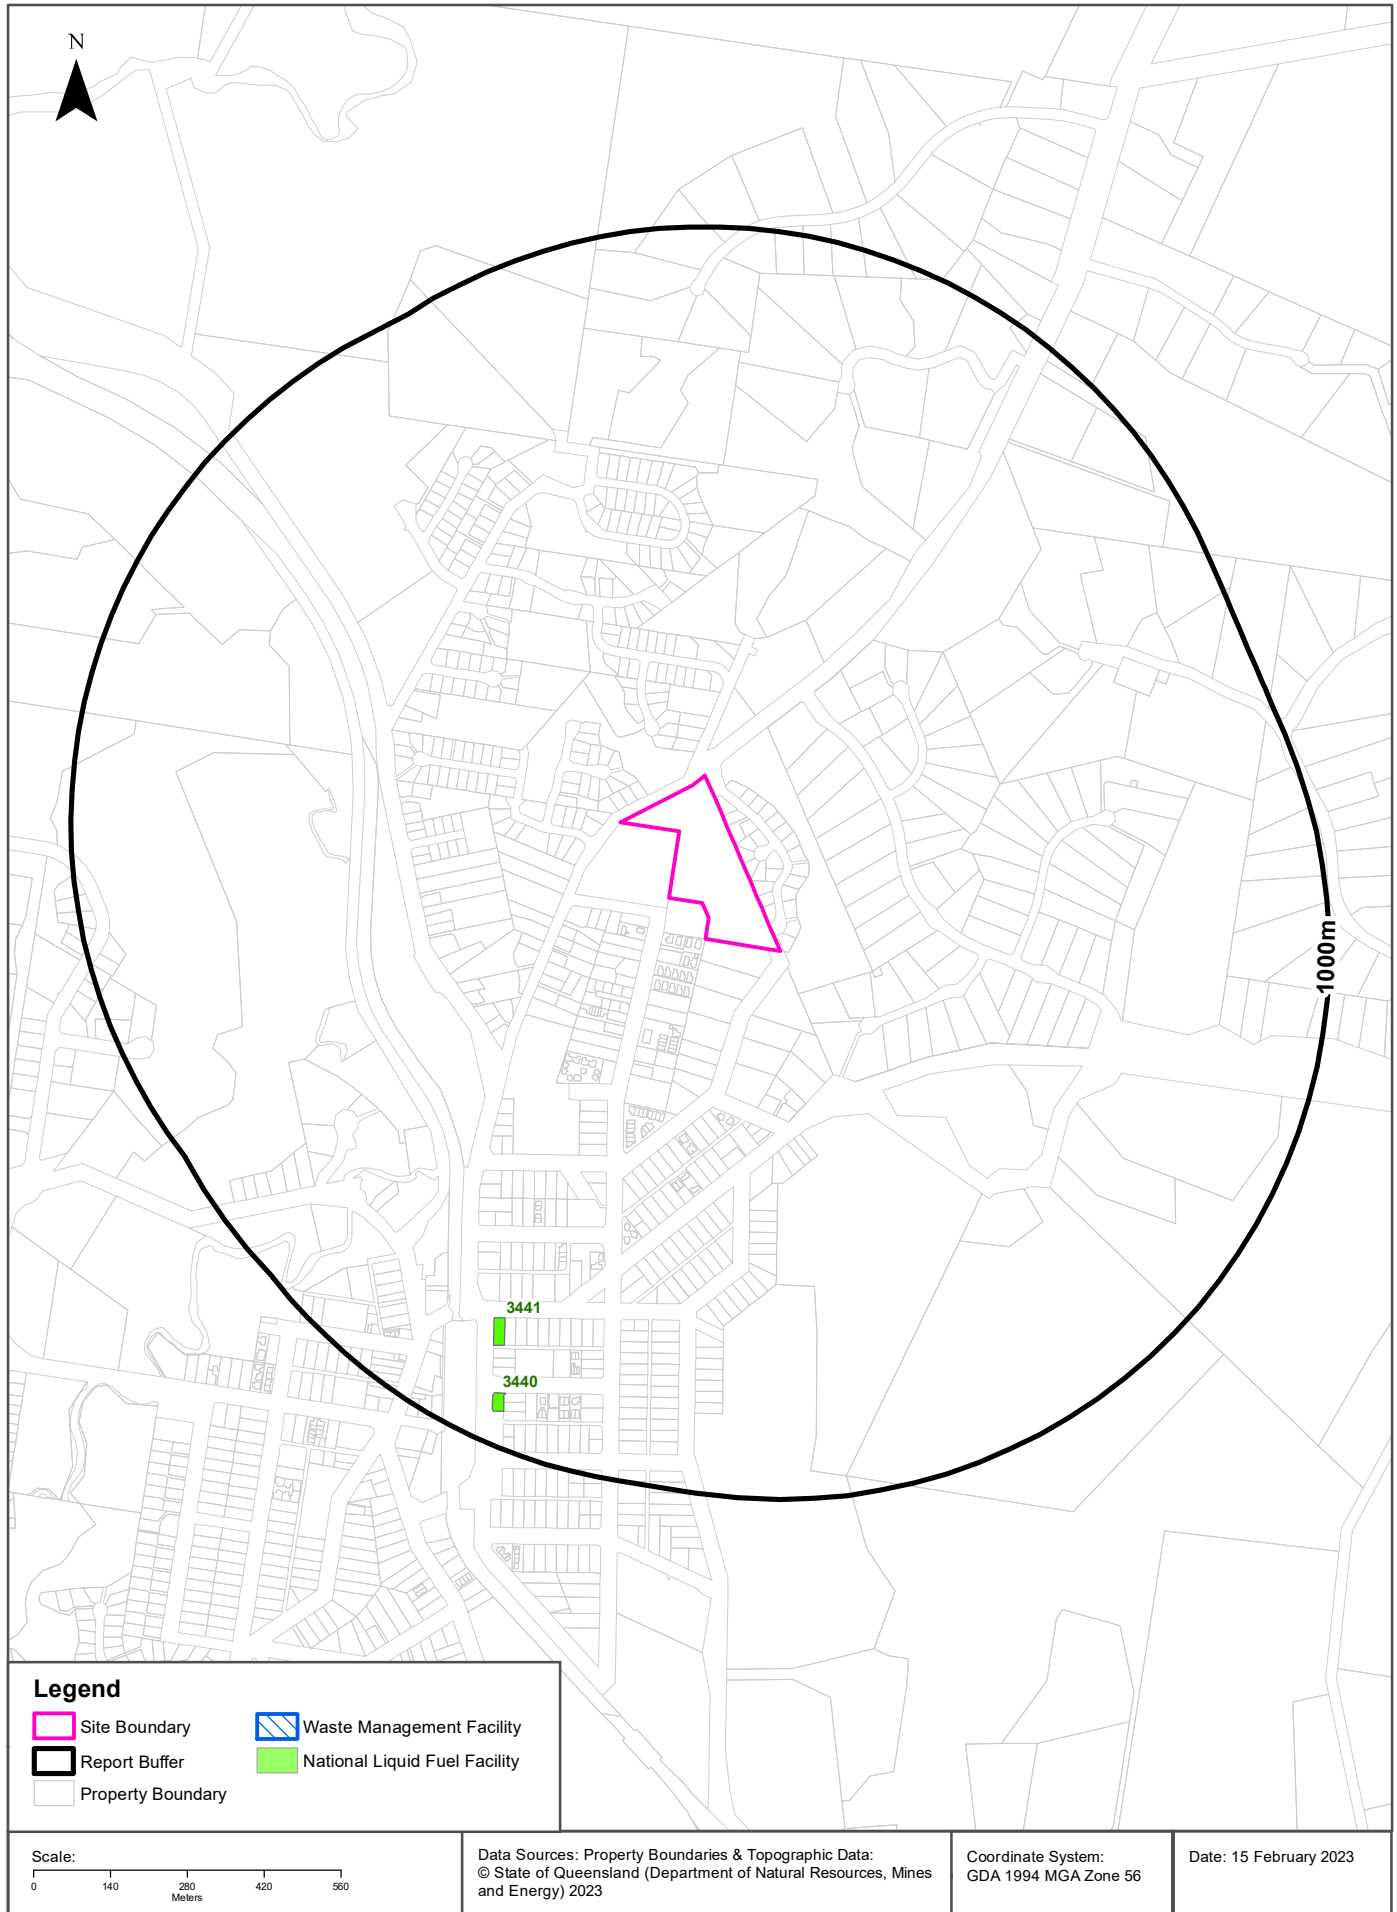 N
1000m
3441
3440
Legend
Site Boundary
Waste Management Facility
Report Buffer
National Liquid Fuel Facility
Property Boundary
Scale:
0 140 280 420 560
Meters
Data Sources: Property Boundaries & Topographic Data:
© State of Queensland (Department of Natural Resources, Mines
and Energy) 2023
Coordinate System:
GDA 1994 MGA Zone 56
Date: 15 February 2023